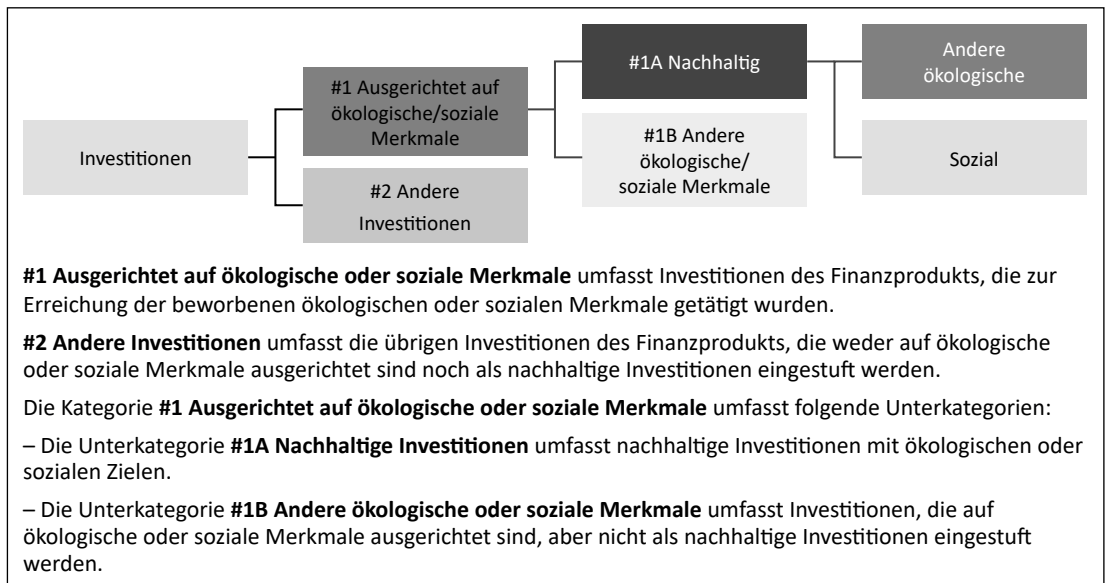 Investitionen
#1 Ausgerichtet auf
ökologische/soziale
Merkmale
#2 Andere
Investitionen
#1A Nachhaltig
#1B Andere
ökologische/
soziale Merkmale
Andere
ökologische
Sozial
#1 Ausgerichtet auf ökologische oder soziale Merkmale umfasst Investitionen des Finanzprodukts, die zur
Erreichung der beworbenen ökologischen oder sozialen Merkmale getätigt wurden.
#2 Andere Investitionen umfasst die übrigen Investitionen des Finanzprodukts, die weder auf ökologische
oder soziale Merkmale ausgerichtet sind noch als nachhaltige Investitionen eingestuft werden.
Die Kategorie #1 Ausgerichtet auf ökologische oder soziale Merkmale umfasst folgende Unterkategorien:
– Die Unterkategorie #1A Nachhaltige Investitionen umfasst nachhaltige Investitionen mit ökologischen oder
sozialen Zielen.
– Die Unterkategorie #1B Andere ökologische oder soziale Merkmale umfasst Investitionen, die auf
ökologische oder soziale Merkmale ausgerichtet sind, aber nicht als nachhaltige Investitionen eingestuft
werden.